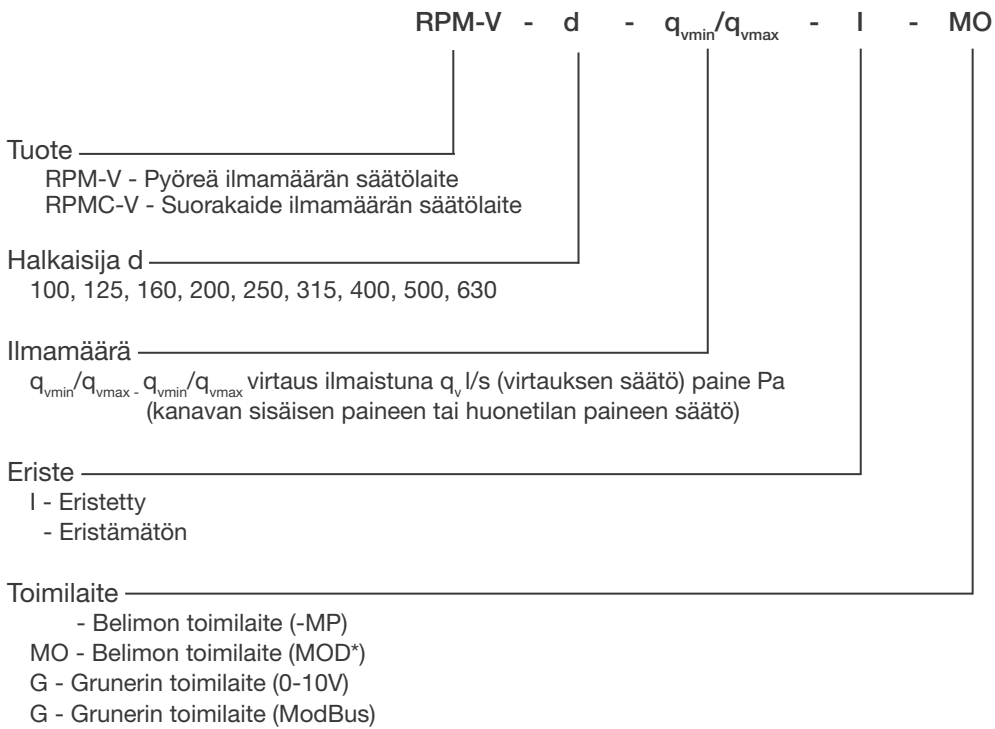 RPM-V - d - qvmin/qvmax - I - MO
Tuote
RPM-V - Pyöreä ilmamäärän säätölaite
RPMC-V - Suorakaide ilmamäärän säätölaite
Halkaisija d
100, 125, 160, 200, 250, 315, 400, 500, 630
Ilmamäärä
qvmin/qvmax - qvmin/qvmax virtaus ilmaistuna qv l/s (virtauksen säätö) paine Pa
(kanavan sisäisen paineen tai huonetilan paineen säätö)
Eriste
I - Eristetty
- Eristämätön
Toimilaite
- Belimon toimilaite (-MP)
MO - Belimon toimilaite (MOD*)
G - Grunerin toimilaite (0-10V)
G - Grunerin toimilaite (ModBus)